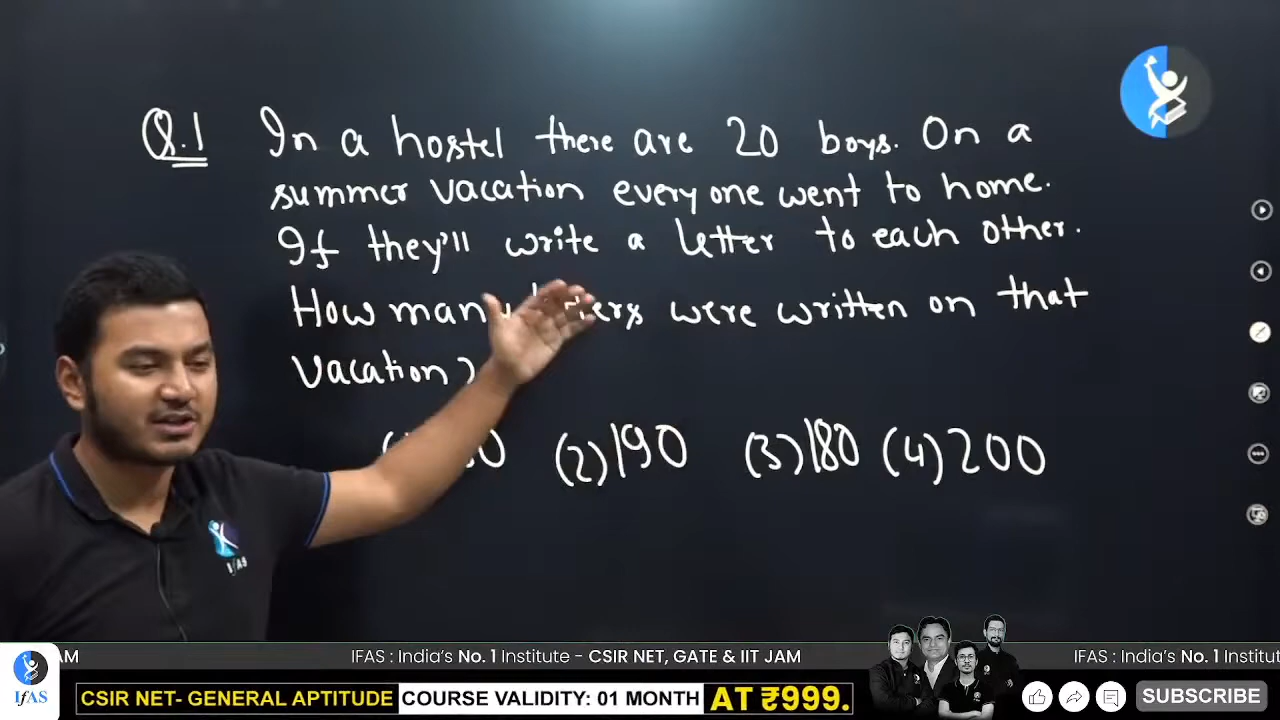 Q.1 In a hostel there are 20 boys. On a
summer vacation everyone went to home.
If they'll write a letter to each other.
How many were written on that
vacation?
(2) 190 (3) 180 (4) 200
IfAS
AM IFAS : India's No. 1 Institute - CSIR NET, GATE & IIT JAM IFAS : India's No. 1 Institut
IfAS
CSIR NET- GENERAL APTITUDE COURSE VALIDITY: 01 MONTH AT ₹999.
SUBSCRIBE